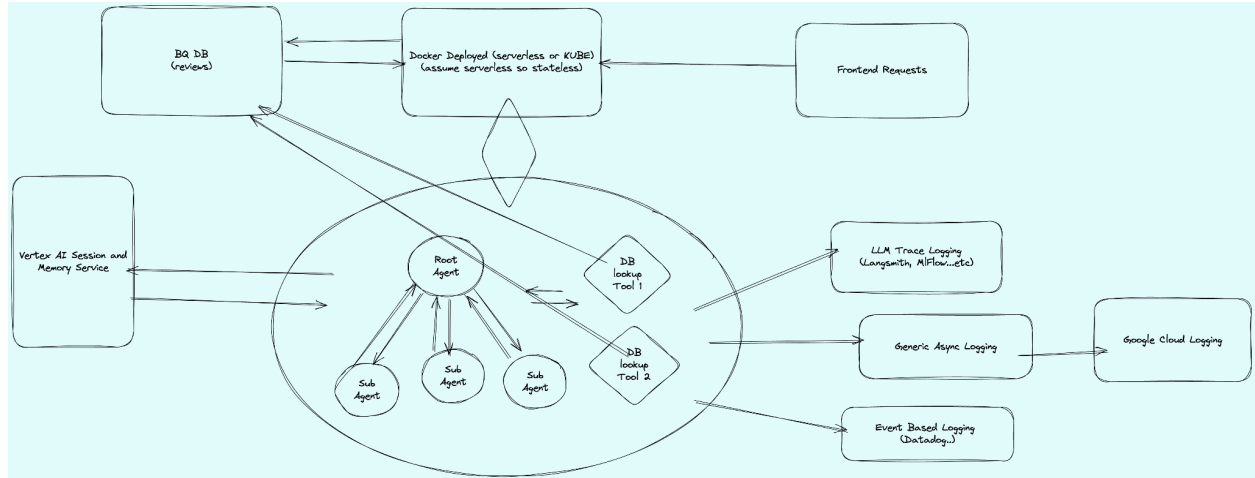 BQ DB
(reviews)
Docker Deployed (serverless or KUBE)
(assume serverless so stateless)
Frontend Requests
Vertex AI Session and
Memory Service
Root
Agent
Sub
Agent
Sub
Agent
Sub
Agent
DB
lookup
Tool 1
DB
lookup
Tool 2
LLM Trace Logging
(Langsmith, MlFlow...etc)
Generic Async Logging
Google Cloud Logging
Event Based Logging
(Datadog..)